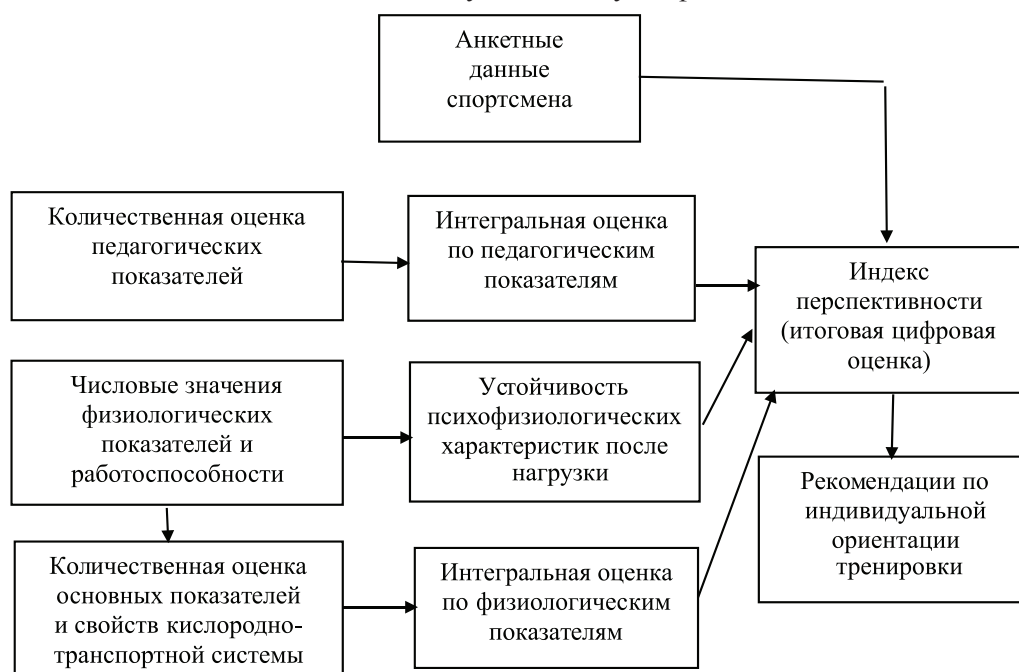 Анкетные
данные
спортсмена
Количественная оценка
педагогических
показателей
Интегральная оценка
по педагогическим
показателям
Индекс
перспективности
(итоговая цифровая
оценка)
Числовые значения
физиологических
показателей и
работоспособности
Устойчивость
психофизиологических
характеристик после
нагрузки
Рекомендации по
индивидуальной
ориентации
тренировки
Количественная оценка
основных показателей
и свойств кислородно-
транспортной системы
Интегральная оценка
по физиологическим
показателям